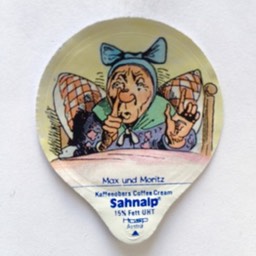 Max und Moritz
Kaffeeobers Coffee Cream
Sahnalp®
15% Fett UHT